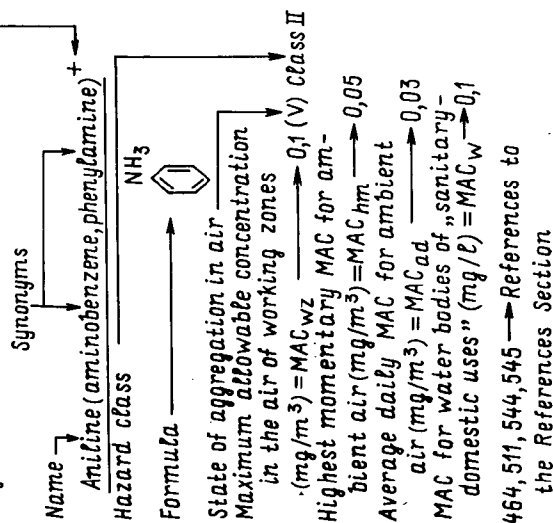 Synonyms
Name
Aniline (aminobenzene, phenylamine) +
Hazard class
NH3
Formula
State of aggregation in air
Maximum allowable concentration
in the air of working zones
(mg/m³) = MACwz 0,1 (V) Class II
Highest momentary MAC for am-
bient air (mg/m³) = MAChm 0,05
Average daily MAC for ambient
air (mg/m³) = MACad 0,03
MAC for water bodies of „sanitary-
domestic uses” (mg/ℓ) = MACw 0,1
464, 511, 544, 545 References to
the References Section